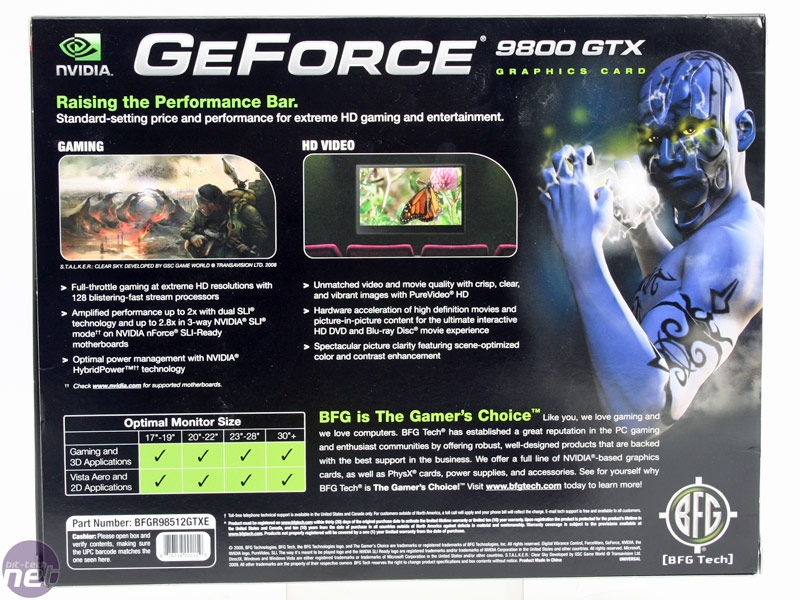 NVIDIA.
GEFORCE® 9800 GTX
GRAPHICS CARD
Raising the Performance Bar.
Standard-setting price and performance for extreme HD gaming and entertainment.
GAMING
S.T.A.L.K.E.R.: CLEAR SKY. DEVELOPED BY GSC GAME WORLD ® TRANSAVISION LTD. 2008
> Full-throttle gaming at extreme HD resolutions with
128 blistering-fast stream processors
> Amplified performance up to 2x with dual SLI®
technology and up to 2.8x in 3-way NVIDIA® SLI®
mode†† on NVIDIA nForce® SLI-Ready
motherboards
> Optimal power management with NVIDIA®
HybridPower™†† technology
†† Check www.nvidia.com for supported motherboards.
HD VIDEO
> Unmatched video and movie quality with crisp, clear,
and vibrant images with PureVideo® HD
> Hardware acceleration of high definition movies and
picture-in-picture content for the ultimate interactive
HD DVD and Blu-ray Disc® movie experience
> Spectacular picture clarity featuring scene-optimized
color and contrast enhancement
Optimal Monitor Size
17"-19" 20"-22" 23"-28" 30"+
Gaming and
3D Applications ✓ ✓ ✓ ✓
Vista Aero and
2D Applications ✓ ✓ ✓ ✓
BFG is The Gamer's Choice™ Like you, we love gaming and
we love computers. BFG Tech® has established a great reputation in the PC gaming
and enthusiast communities by offering robust, well-designed products that are backed
with the best support in the business. We offer a full line of NVIDIA®-based graphics
cards, as well as PhysX® cards, power supplies, and accessories. See for yourself why
BFG Tech® is The Gamer's Choice!™ Visit www.bfgtech.com today to learn more!
Part Number: BFGR98512GTXE
Cashier: Please open box and
verify contents, making sure
the UPC barcode matches the
one seen here.
BFG
[BFG Tech]
bit-tech
net